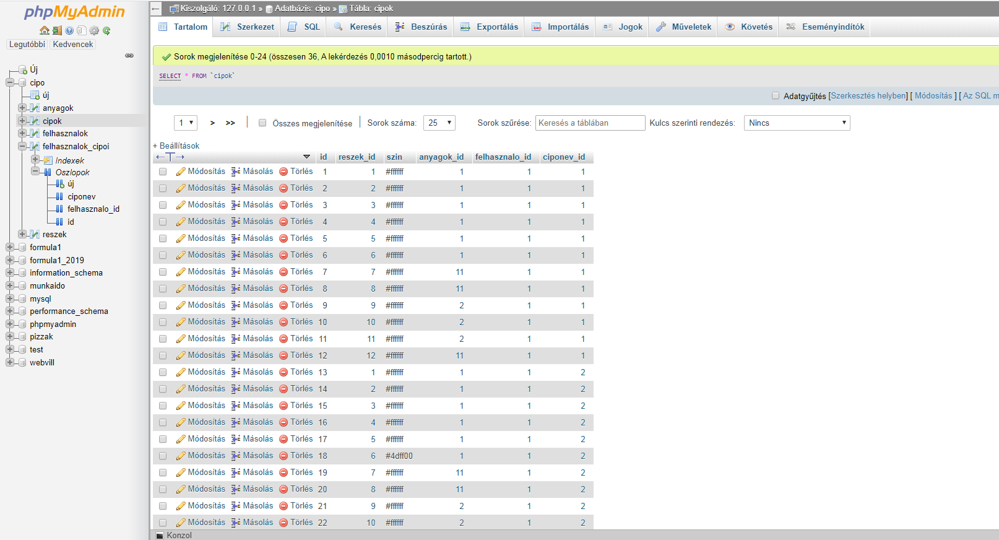 phpMyAdmin
Legutóbbi Kedvencek
Új
cipo
új
anyagok
cipok
felhasznalok
felhasznalok_cipoi
Indexek
Oszlopok
új
ciponev
felhasznalo_id
id
reszek
formula1
formula1_2019
information_schema
munkaido
mysql
performance_schema
phpmyadmin
pizzak
test
webvill
Kiszolgáló: 127.0.0.1 » Adatbázis: cipo » Tábla: cipok
Tartalom Szerkezet SQL Keresés Beszúrás Exportálás Importálás Jogok Műveletek Követés Eseményindítók
Sorok megjelenítése 0-24 (összesen 36, A lekérdezés 0,0010 másodpercig tartott.)
SELECT * FROM `cipok`
Adatgyűjtés [Szerkesztés helyben] [ Módosítás ] [ Az SQL
1 > >> Összes megjelenítése Sorok száma: 25 Sorok szűrése: Keresés a táblában Kulcs szerinti rendezés: Nincs
+ Beállítások
←T→ id reszek_id szin anyagok_id felhasznalo_id ciponev_id
Módosítás Másolás Törlés 1 1 #ffffff 1 1 1
Módosítás Másolás Törlés 2 2 #ffffff 1 1 1
Módosítás Másolás Törlés 3 3 #ffffff 1 1 1
Módosítás Másolás Törlés 4 4 #ffffff 1 1 1
Módosítás Másolás Törlés 5 5 #ffffff 1 1 1
Módosítás Másolás Törlés 6 6 #ffffff 1 1 1
Módosítás Másolás Törlés 7 7 #ffffff 11 1 1
Módosítás Másolás Törlés 8 8 #ffffff 11 1 1
Módosítás Másolás Törlés 9 9 #ffffff 2 1 1
Módosítás Másolás Törlés 10 10 #ffffff 2 1 1
Módosítás Másolás Törlés 11 11 #ffffff 2 1 1
Módosítás Másolás Törlés 12 12 #ffffff 11 1 1
Módosítás Másolás Törlés 13 1 #ffffff 1 1 2
Módosítás Másolás Törlés 14 2 #ffffff 1 1 2
Módosítás Másolás Törlés 15 3 #ffffff 1 1 2
Módosítás Másolás Törlés 16 4 #ffffff 1 1 2
Módosítás Másolás Törlés 17 5 #ffffff 1 1 2
Módosítás Másolás Törlés 18 6 #4dff00 1 1 2
Módosítás Másolás Törlés 19 7 #ffffff 11 1 2
Módosítás Másolás Törlés 20 8 #ffffff 11 1 2
Módosítás Másolás Törlés 21 9 #ffffff 2 1 2
Módosítás Másolás Törlés 22 10 #ffffff 2 1 2
Konzol